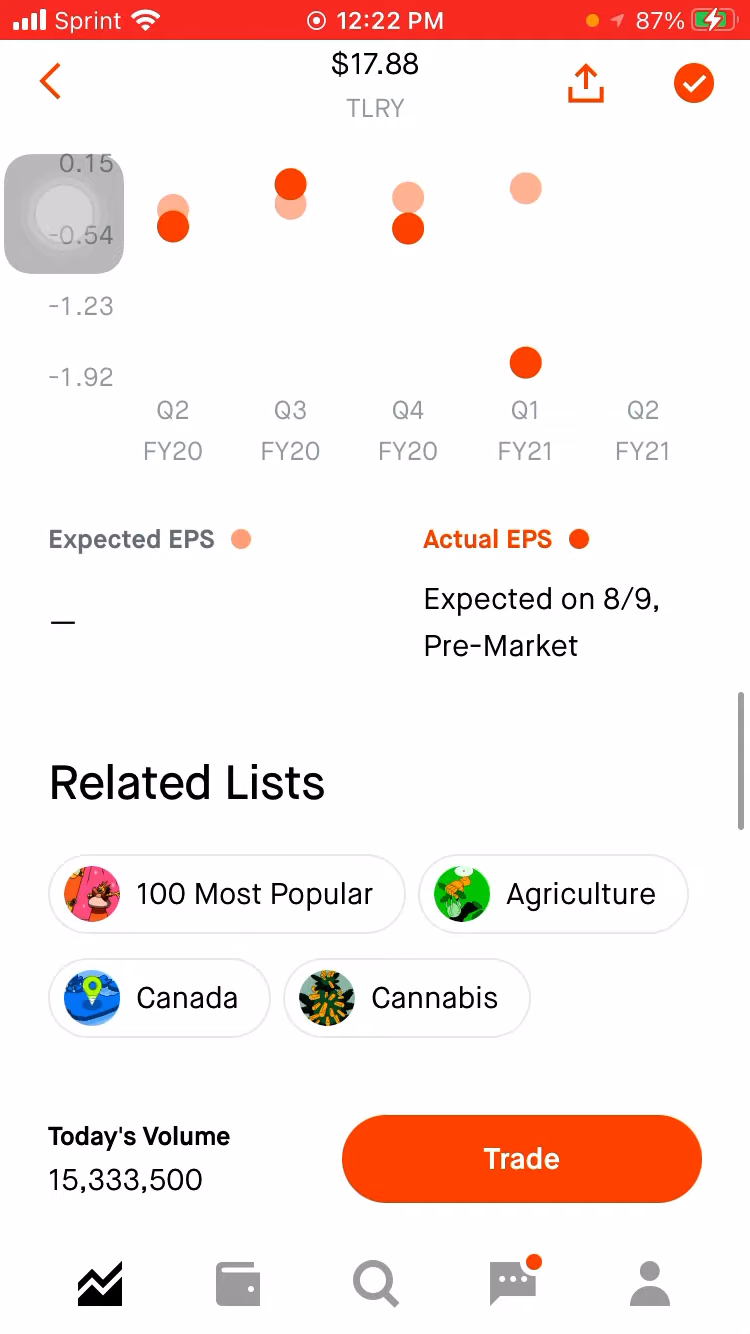 Sprint 12:22 PM 87%
$17.88
TLRY
0.15
-0.54
-1.23
-1.92
Q2 Q3 Q4 Q1 Q2
FY20 FY20 FY20 FY21 FY21
Expected EPS Actual EPS
— Expected on 8/9,
Pre-Market
Related Lists
100 Most Popular Agriculture
Canada Cannabis
Today's Volume
15,333,500
Trade